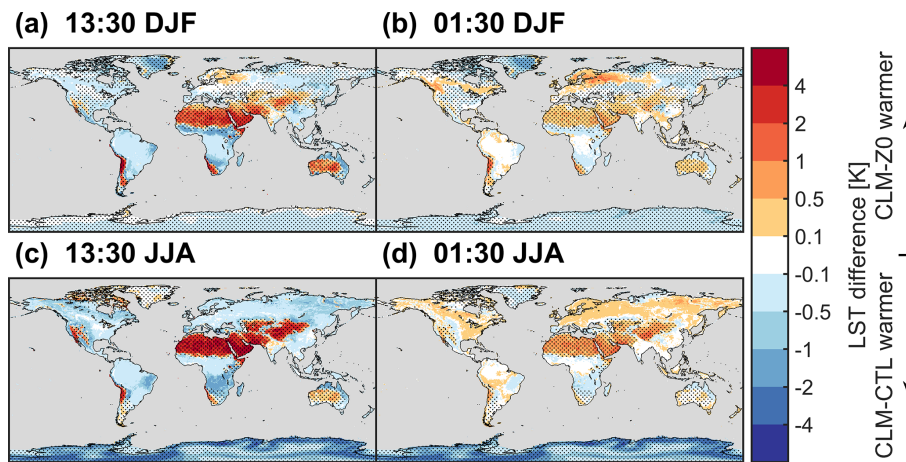 (a) 13:30 DJF
(b) 01:30 DJF
(c) 13:30 JJA
(d) 01:30 JJA
4
2
1
0.5
0.1
-0.1
-0.5
-1
-2
-4
LST difference [K]
CLM-CTL warmer
CLM-Z0 warmer